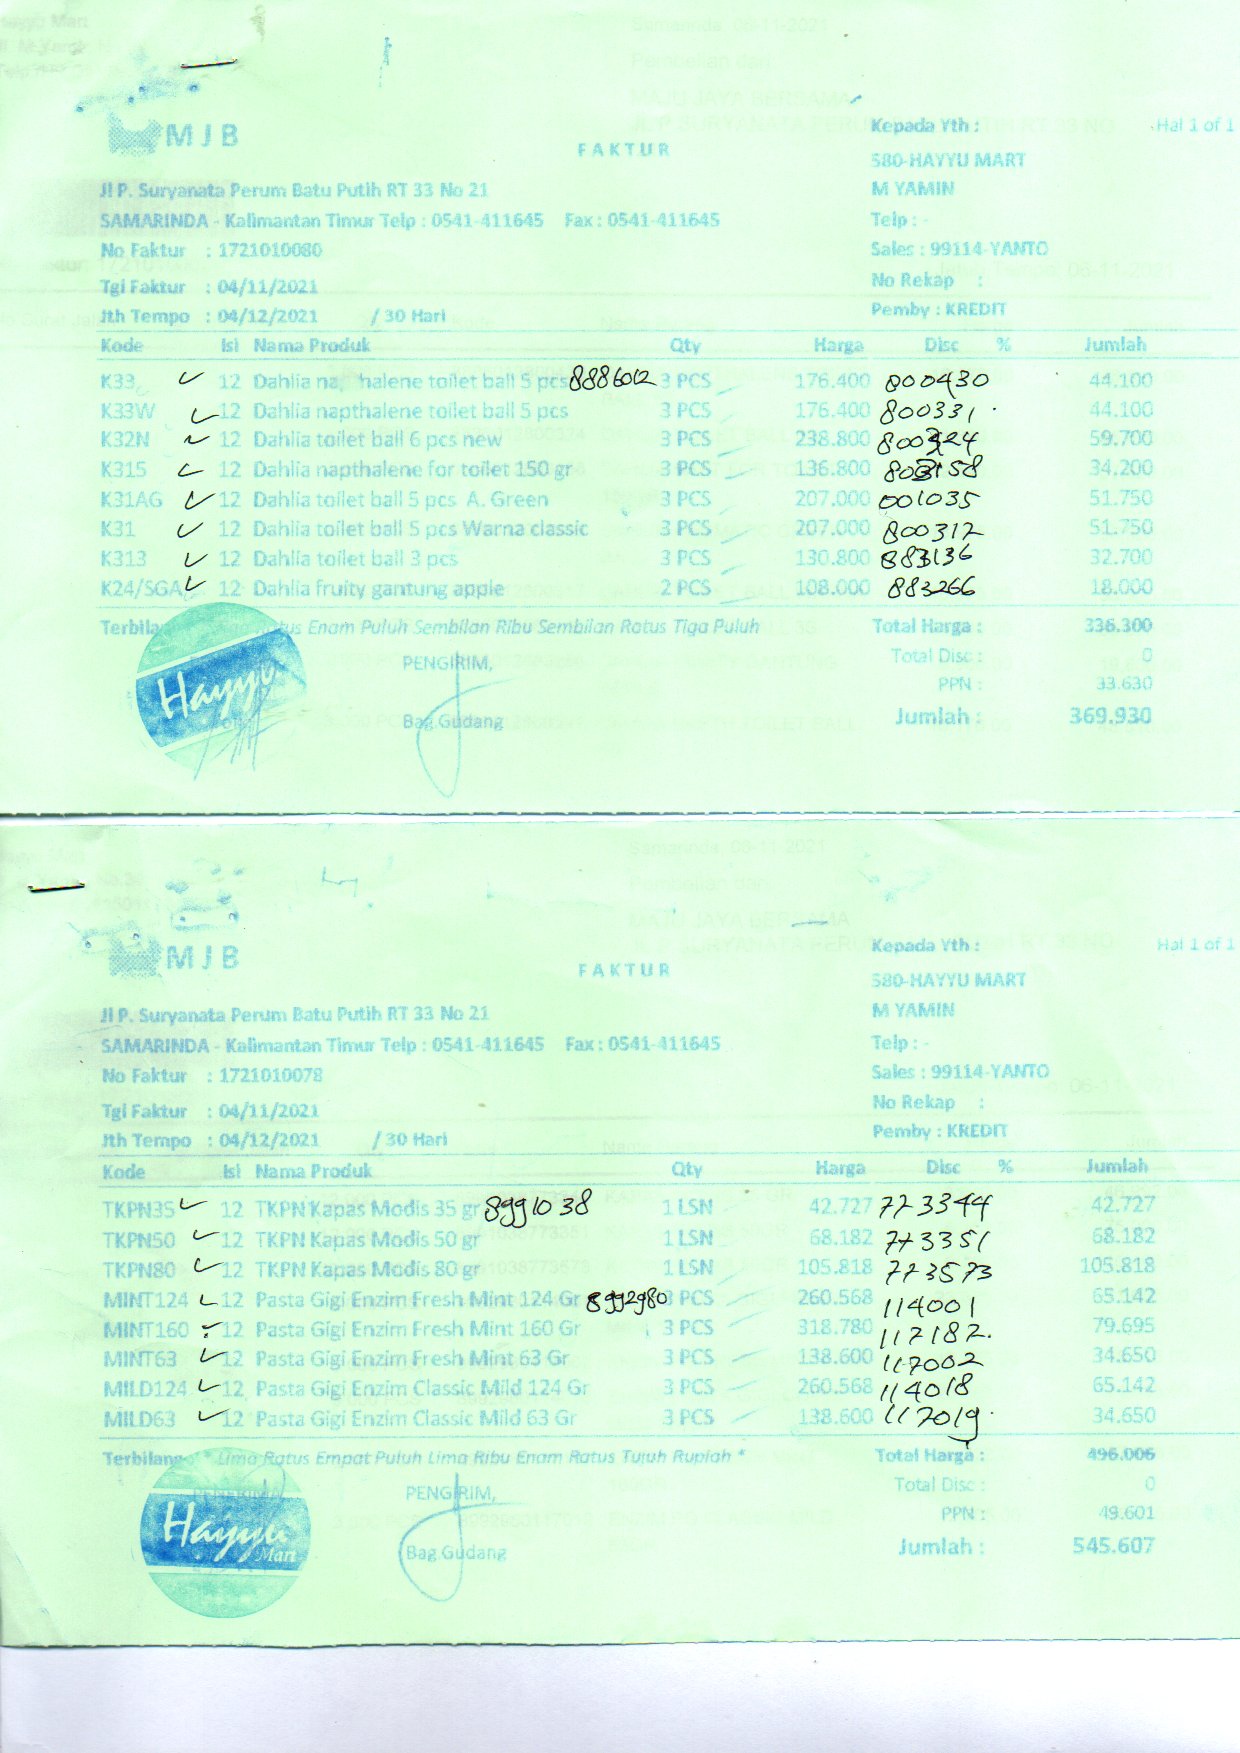 MJB
FAKTUR
Kepada Yth :
Hal 1 of 1
580-HAYYU MART
Jl P. Suryanata Perum Batu Putih RT 33 No 21
M YAMIN
SAMARINDA - Kalimantan Timur Telp : 0541-411645 Fax : 0541-411645
Telp : -
No Faktur : 1721010080
Sales : 99114-YANTO
Tgl Faktur : 04/11/2021
No Rekap :
Jth Tempo : 04/12/2021 / 30 Hari
Pemby : KREDIT
Kode Isi Nama Produk Qty Harga Disc % Jumlah
K33 12 Dahlia na halene toilet ball 5 pcs 8886012 3 PCS 176.400 800430 44.100
K33W 12 Dahlia napthalene toilet ball 5 pcs 3 PCS 176.400 800331 44.100
K32N 12 Dahlia toilet ball 6 pcs new 3 PCS 238.800 800324 59.700
K315 12 Dahlia napthalene for toilet 150 gr 3 PCS 136.800 34.200
K31AG 12 Dahlia toilet ball 5 pcs A. Green 3 PCS 207.000 001035 51.750
K31 12 Dahlia toilet ball 5 pcs Warna classic 3 PCS 207.000 800312 51.750
K313 12 Dahlia toilet ball 3 pcs 3 PCS 130.800 883136 32.700
K24/SGA 12 Dahlia fruity gantung apple 2 PCS 108.000 883266 18.000
Terbilang Enam Puluh Sembilan Ribu Sembilan Ratus Tiga Puluh
Total Harga : 336.300
PENGIRIM,
Total Disc : 0
PPN : 33.630
Hayyu
Bag.Gudang
Jumlah : 369.930
MJB
FAKTUR
Kepada Yth :
Hal 1 of 1
580-HAYYU MART
Jl P. Suryanata Perum Batu Putih RT 33 No 21
M YAMIN
SAMARINDA - Kalimantan Timur Telp : 0541-411645 Fax : 0541-411645
Telp : -
No Faktur : 1721010078
Sales : 99114-YANTO
Tgl Faktur : 04/11/2021
No Rekap :
Jth Tempo : 04/12/2021 / 30 Hari
Pemby : KREDIT
Kode Isi Nama Produk Qty Harga Disc % Jumlah
TKPN35 12 TKPN Kapas Modis 35 gr 8991038 1 LSN 42.727 773344 42.727
TKPN50 12 TKPN Kapas Modis 50 gr 1 LSN 68.182 773351 68.182
TKPN80 12 TKPN Kapas Modis 80 gr 1 LSN 105.818 773573 105.818
MINT124 12 Pasta Gigi Enzim Fresh Mint 124 Gr 8992980 3 PCS 260.568 114001 65.142
MINT160 12 Pasta Gigi Enzim Fresh Mint 160 Gr 3 PCS 318.780 117182 79.695
MINT63 12 Pasta Gigi Enzim Fresh Mint 63 Gr 3 PCS 138.600 117002 34.650
MILD124 12 Pasta Gigi Enzim Classic Mild 124 Gr 3 PCS 260.568 114018 65.142
MILD63 12 Pasta Gigi Enzim Classic Mild 63 Gr 3 PCS 138.600 117019 34.650
Terbilang * Lima Ratus Empat Puluh Lima Ribu Enam Ratus Tujuh Rupiah *
Total Harga : 496.006
PENERIMA,
PENGIRIM,
Total Disc : 0
PPN : 49.601
Hayyu
Mart
Bag.Gudang
Jumlah : 545.607